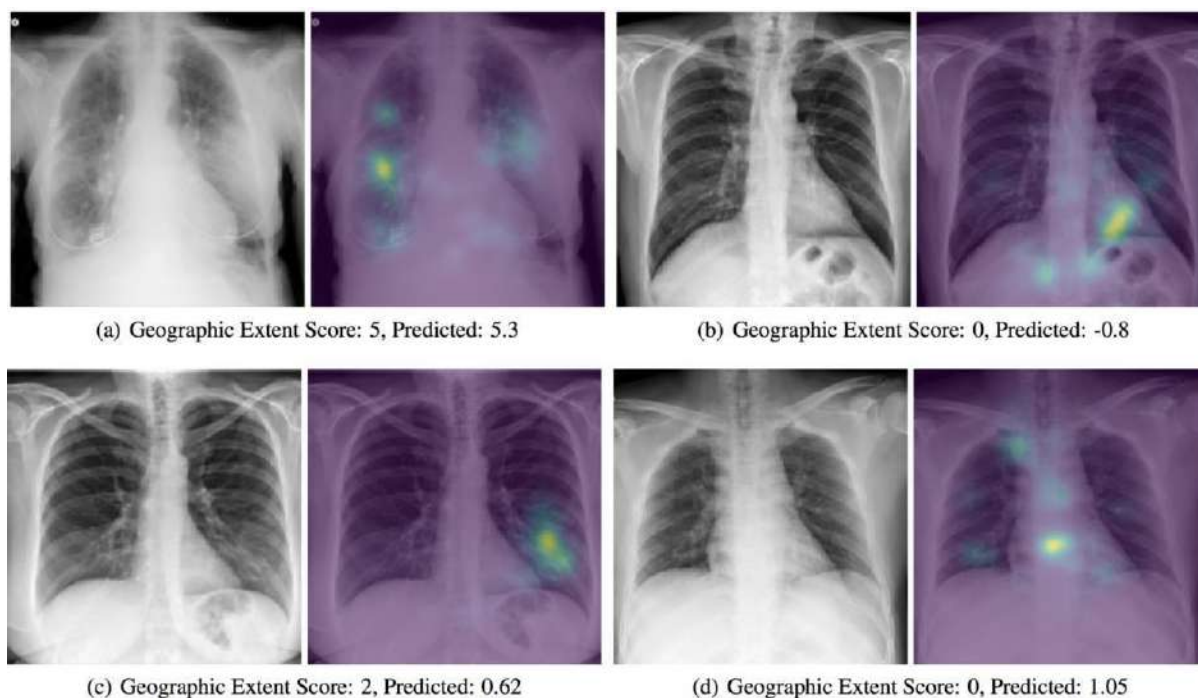 (a) Geographic Extent Score: 5, Predicted: 5.3
(b) Geographic Extent Score: 0, Predicted: -0.8
(c) Geographic Extent Score: 2, Predicted: 0.62
(d) Geographic Extent Score: 0, Predicted: 1.05